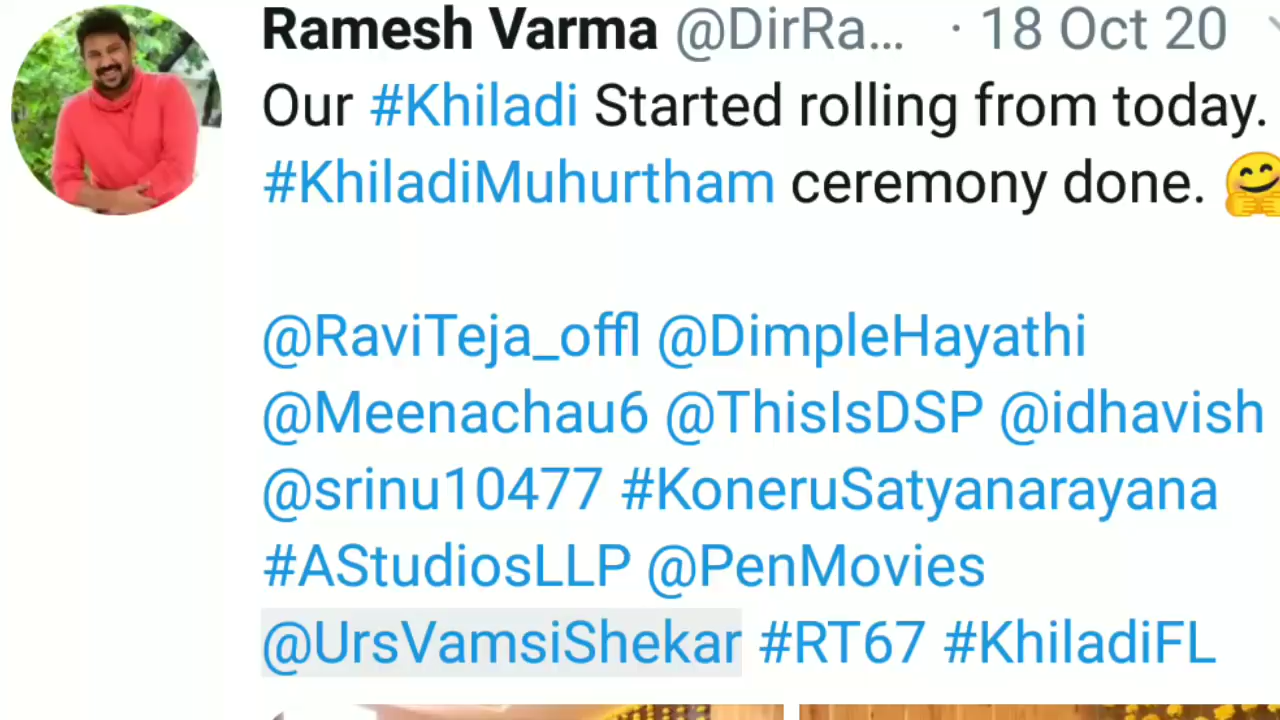 Ramesh Varma @DirRa... · 18 Oct 20
Our #Khiladi Started rolling from today.
#KhiladiMuhurtham ceremony done. 🤗
@RaviTeja_offl @DimpleHayathi
@Meenachau6 @ThisIsDSP @idhavish
@srinu10477 #KoneruSatyanarayana
#AStudiosLLP @PenMovies
@UrsVamsiShekar #RT67 #KhiladiFL